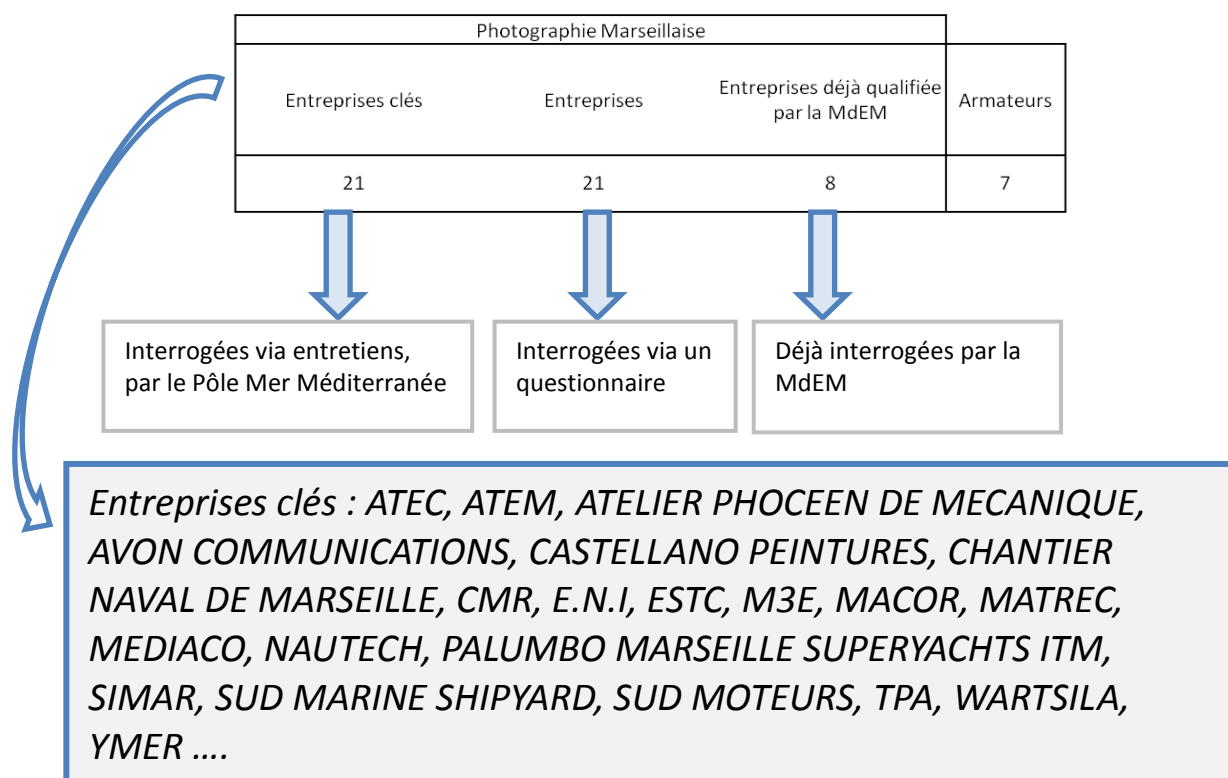 Photographie Marseillaise
Entreprises clés
Entreprises
Entreprises déjà qualifiée
par la MdEM
Armateurs
21
21
8
7
Interrogées via entretiens,
par le Pôle Mer Méditerranée
Interrogées via un
questionnaire
Déjà interrogées par la
MdEM
Entreprises clés : ATEC, ATEM, ATELIER PHOCEEN DE MECANIQUE,
AVON COMMUNICATIONS, CASTELLANO PEINTURES, CHANTIER
NAVAL DE MARSEILLE, CMR, E.N.I, ESTC, M3E, MACOR, MATREC,
MEDIACO, NAUTECH, PALUMBO MARSEILLE SUPERYACHTS ITM,
SIMAR, SUD MARINE SHIPYARD, SUD MOTEURS, TPA, WARTSILA,
YMER ....